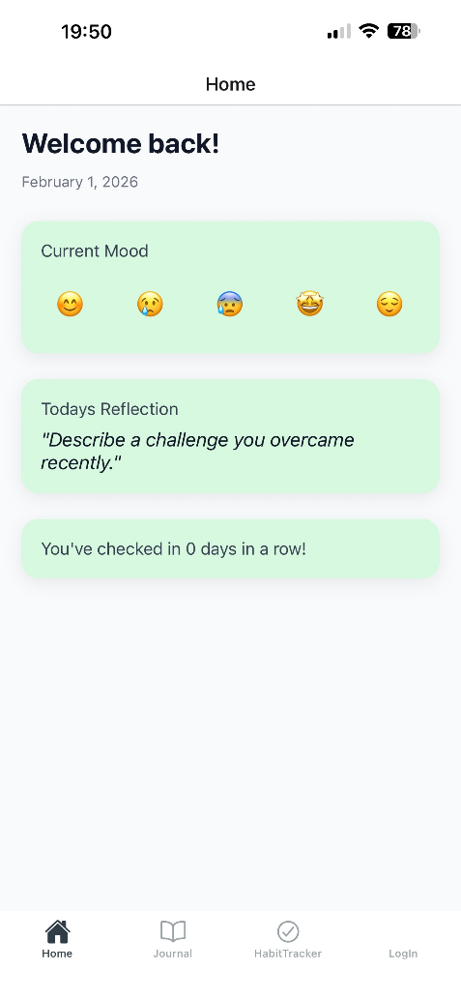 19:50
78
Home
Welcome back!
February 1, 2026
Current Mood
Todays Reflection
"Describe a challenge you overcame
recently."
You've checked in 0 days in a row!
Home
Journal
HabitTracker
LogIn